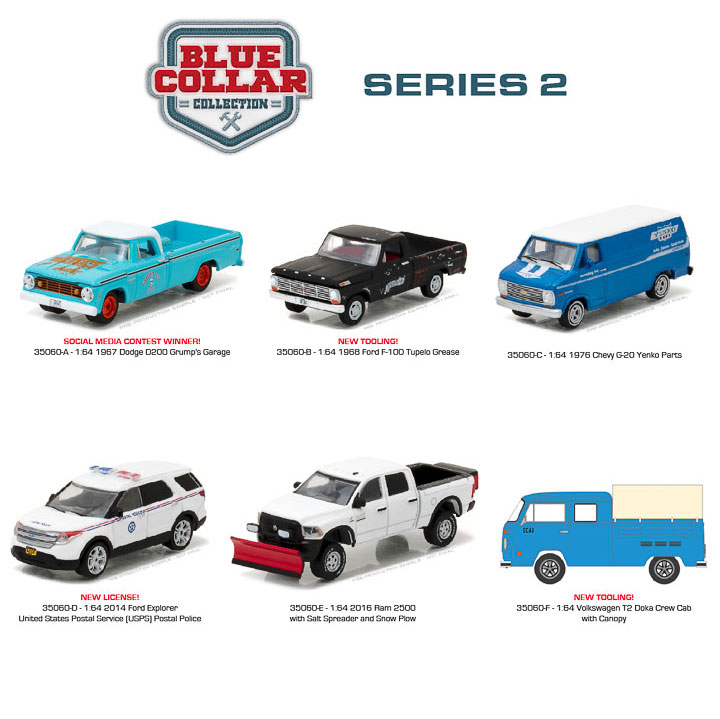 BLUE
COLLAR
COLLECTION
SERIES 2
SOCIAL MEDIA CONTEST WINNER!
35060-A - 1:64 1967 Dodge D200 Grump's Garage
NEW TOOLING!
35060-B - 1:64 1968 Ford F-100 Tupelo Grease
35060-C - 1:64 1976 Chevy G-20 Yenko Parts
NEW LICENSE!
35060-D - 1:64 2014 Ford Explorer
United States Postal Service [USPS] Postal Police
35060-E - 1:64 2016 Ram 2500
with Salt Spreader and Snow Plow
NEW TOOLING!
35060-F - 1:64 Volkswagen T2 Doka Crew Cab
with Canopy